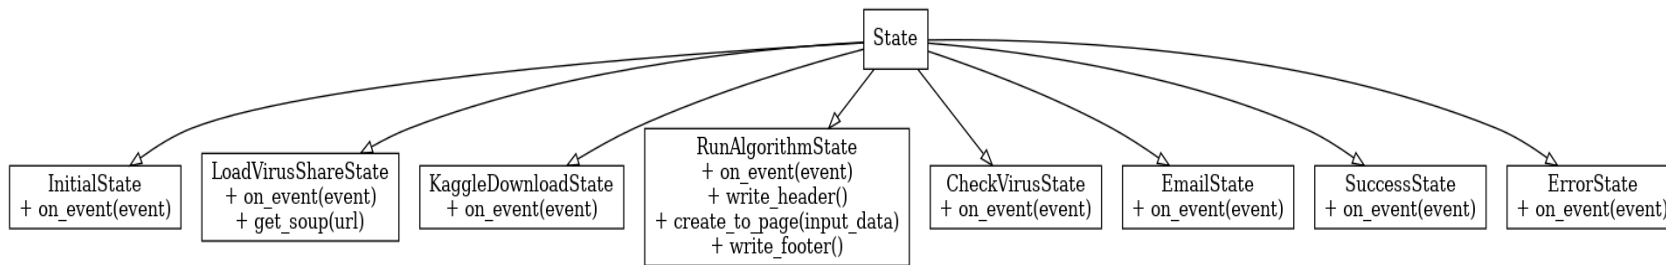 State
InitialState
+ on_event(event)
LoadVirusShareState
+ on_event(event)
+ get_soup(url)
KaggleDownloadState
+ on_event(event)
RunAlgorithmState
+ on_event(event)
+ write_header()
+ create_to_page(input_data)
+ write_footer()
CheckVirusState
+ on_event(event)
EmailState
+ on_event(event)
SuccessState
+ on_event(event)
ErrorState
+ on_event(event)